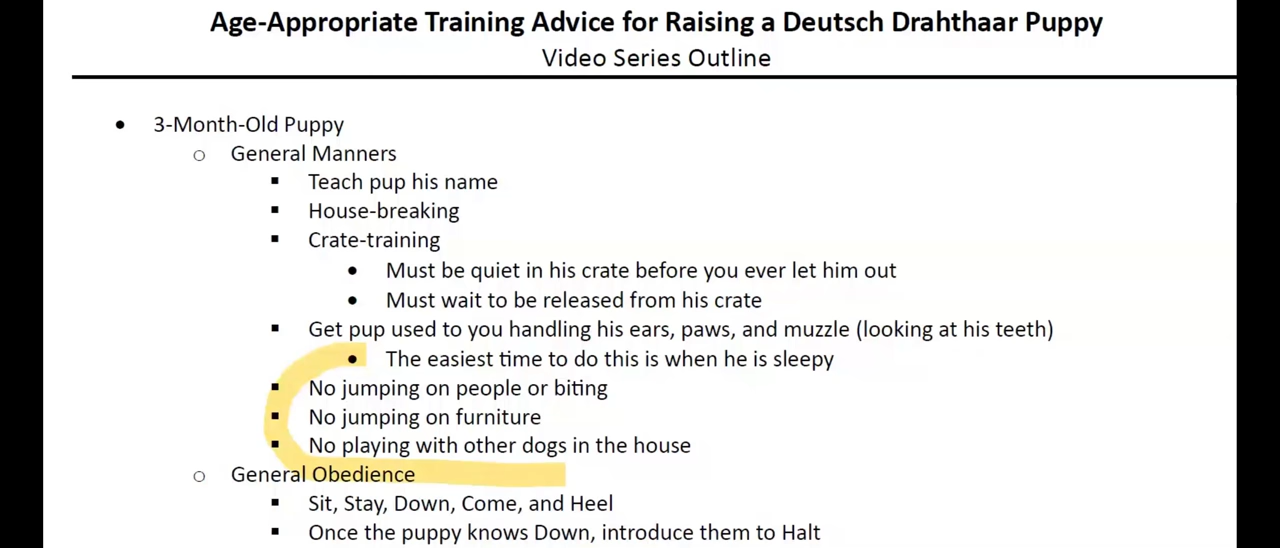 Age-Appropriate Training Advice for Raising a Deutsch Drahthaar Puppy
Video Series Outline
• 3-Month-Old Puppy
o General Manners
▪ Teach pup his name
▪ House-breaking
▪ Crate-training
• Must be quiet in his crate before you ever let him out
• Must wait to be released from his crate
▪ Get pup used to you handling his ears, paws, and muzzle (looking at his teeth)
• The easiest time to do this is when he is sleepy
▪ No jumping on people or biting
▪ No jumping on furniture
▪ No playing with other dogs in the house
o General Obedience
▪ Sit, Stay, Down, Come, and Heel
▪ Once the puppy knows Down, introduce them to Halt